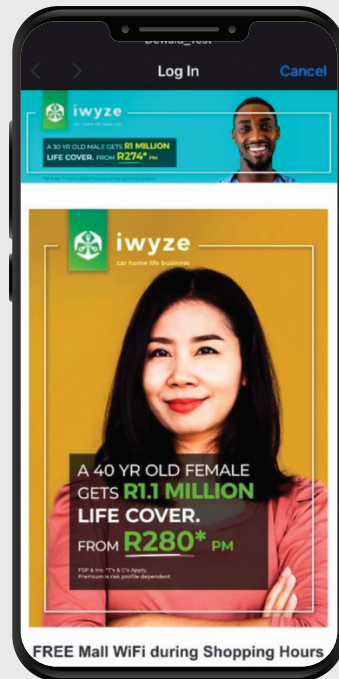 Log In
Cancel
iwyze
A 30 YR OLD MALE GETS R1 MILLION
LIFE COVER. FROM R274* PM
iwyze
car home life business
A 40 YR OLD FEMALE
GETS R1.1 MILLION
LIFE COVER.
FROM R280* PM
FSP & Ins. *T's & C's Apply.
Premium is risk profile dependent.
FREE Mall WiFi during Shopping Hours